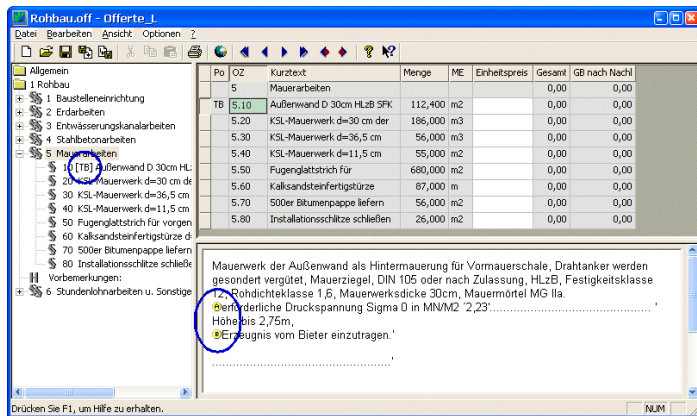 Rohbau.off - Offerte_L
Datei Bearbeiten Ansicht Optionen ?
Allgemein
1 Rohbau
1 Baustelleneinrichtung
2 Erdarbeiten
3 Entwässerungskanalarbeiten
4 Stahlbetonarbeiten
5 Mauerarbeiten
10 [TB] Außenwand D 30cm HL:
20 KSL-Mauerwerk d=30 cm de
30 KSL-Mauerwerk d=36,5 cm
40 KSL-Mauerwerk d=11,5 cm
50 Fugenglattstrich für vorgen
60 Kalksandsteinfertigstürze d
70 500er Bitumenpappe liefern
80 Installationsschlitze schließe
Vorbemerkungen:
6 Stundenlohnarbeiten u. Sonstige
Po OZ Kurztext Menge ME Einheitspreis Gesamt GB nach Nachl
5 Mauerarbeiten 0,00 0,00
TB 5.10 Außenwand D 30cm HLzB SFK 112,400 m2 0,00 0,00
5.20 KSL-Mauerwerk d=30 cm der 186,000 m3 0,00 0,00
5.30 KSL-Mauerwerk d=36,5 cm 56,000 m3 0,00 0,00
5.40 KSL-Mauerwerk d=11,5 cm 55,000 m2 0,00 0,00
5.50 Fugenglattstrich für 680,000 m2 0,00 0,00
5.60 Kalksandsteinfertigstürze 87,000 m 0,00 0,00
5.70 500er Bitumenpappe liefern 56,000 m2 0,00 0,00
5.80 Installationsschlitze schließen 26,000 m2 0,00 0,00
Mauerwerk der Außenwand als Hintermauerung für Vormauerschale, Drahtanker werden
gesondert vergütet, Mauerziegel, DIN 105 oder nach Zulassung, HLzB, Festigkeitsklasse
12, Rohdichteklasse 1,6, Mauerwerksdicke 30cm, Mauermörtel MG IIa.
erforderliche Druckspannung Sigma 0 in MN/M2 '2,23'.................................................. '
Höhe bis 2,75m,
Erzeugnis vom Bieter einzutragen.'
........................................................'
Drücken Sie F1, um Hilfe zu erhalten.
NUM